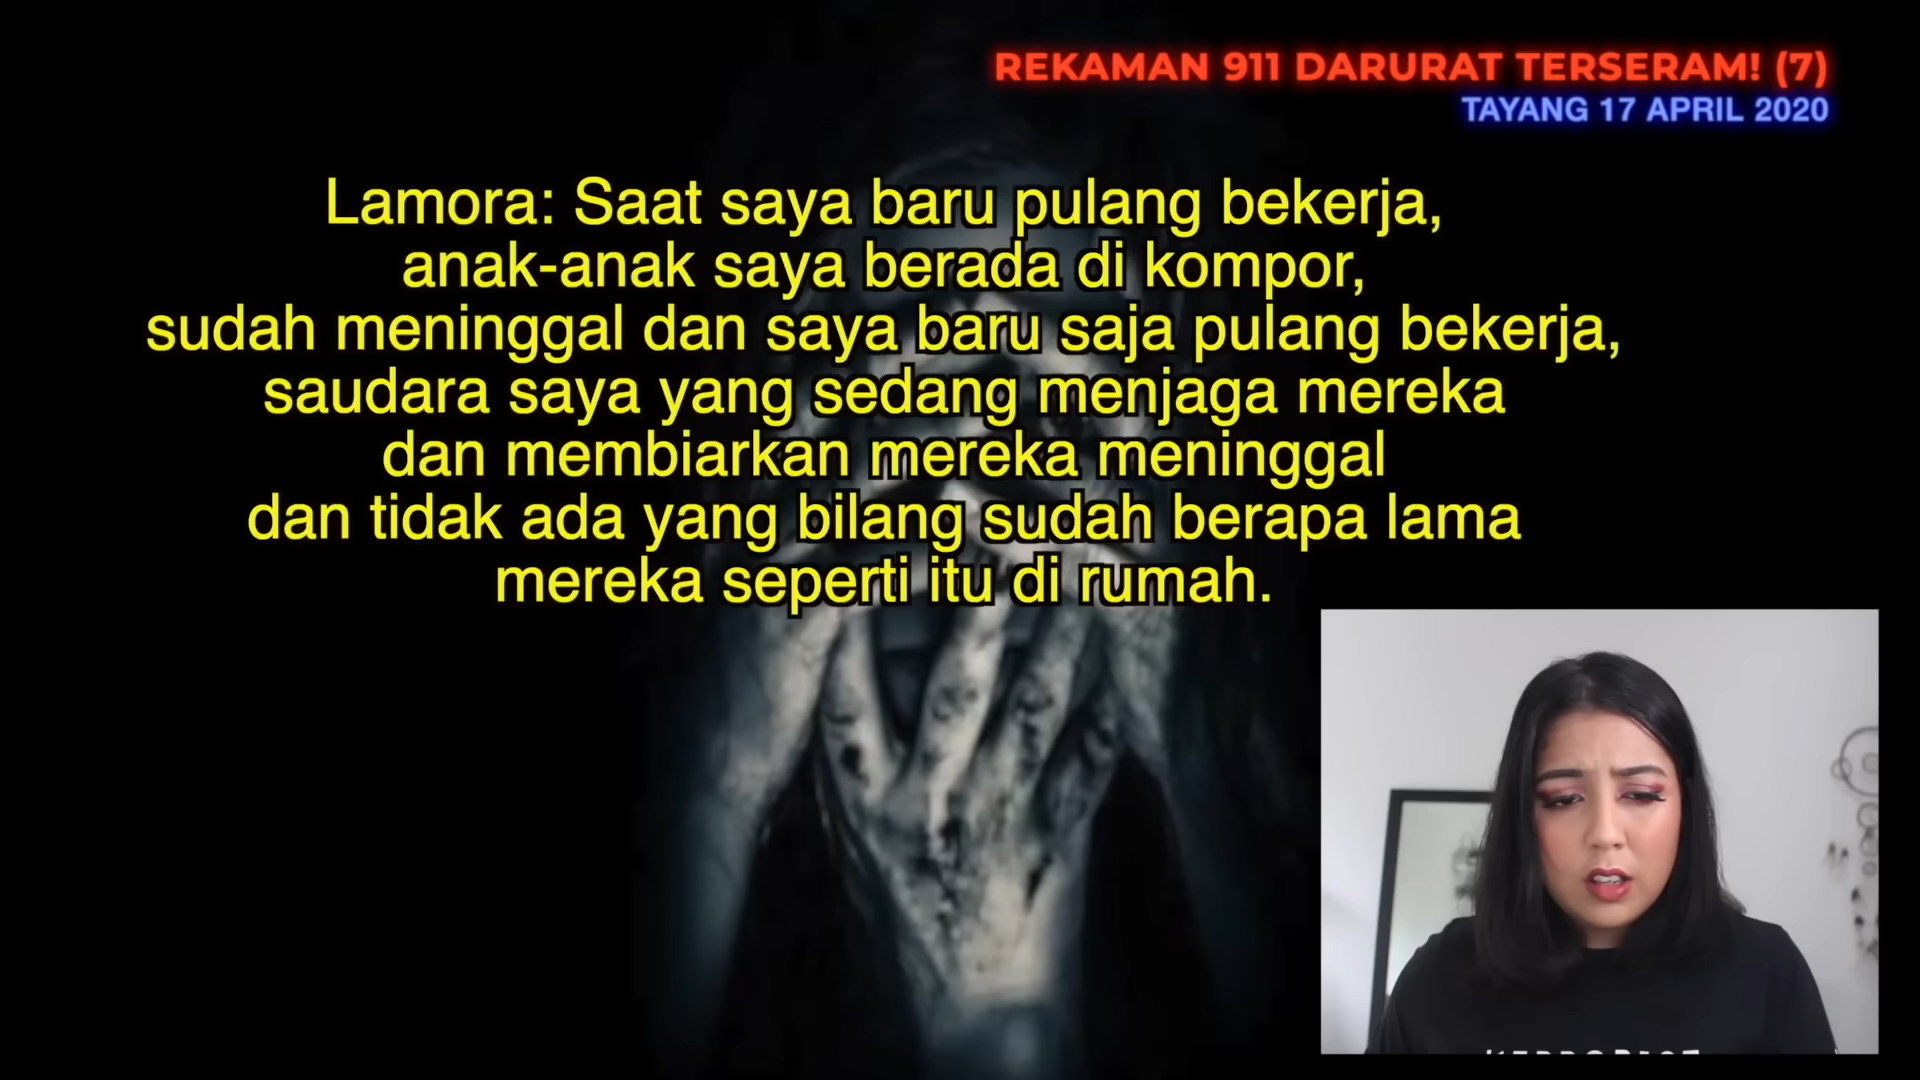 REKAMAN 911 DARURAT TERSERAM! (7)
TAYANG 17 APRIL 2020
Lamora: Saat saya baru pulang bekerja,
anak-anak saya berada di kompor,
sudah meninggal dan saya baru saja pulang bekerja,
saudara saya yang sedang menjaga mereka
dan membiarkan mereka meninggal
dan tidak ada yang bilang sudah berapa lama
mereka seperti itu di rumah.